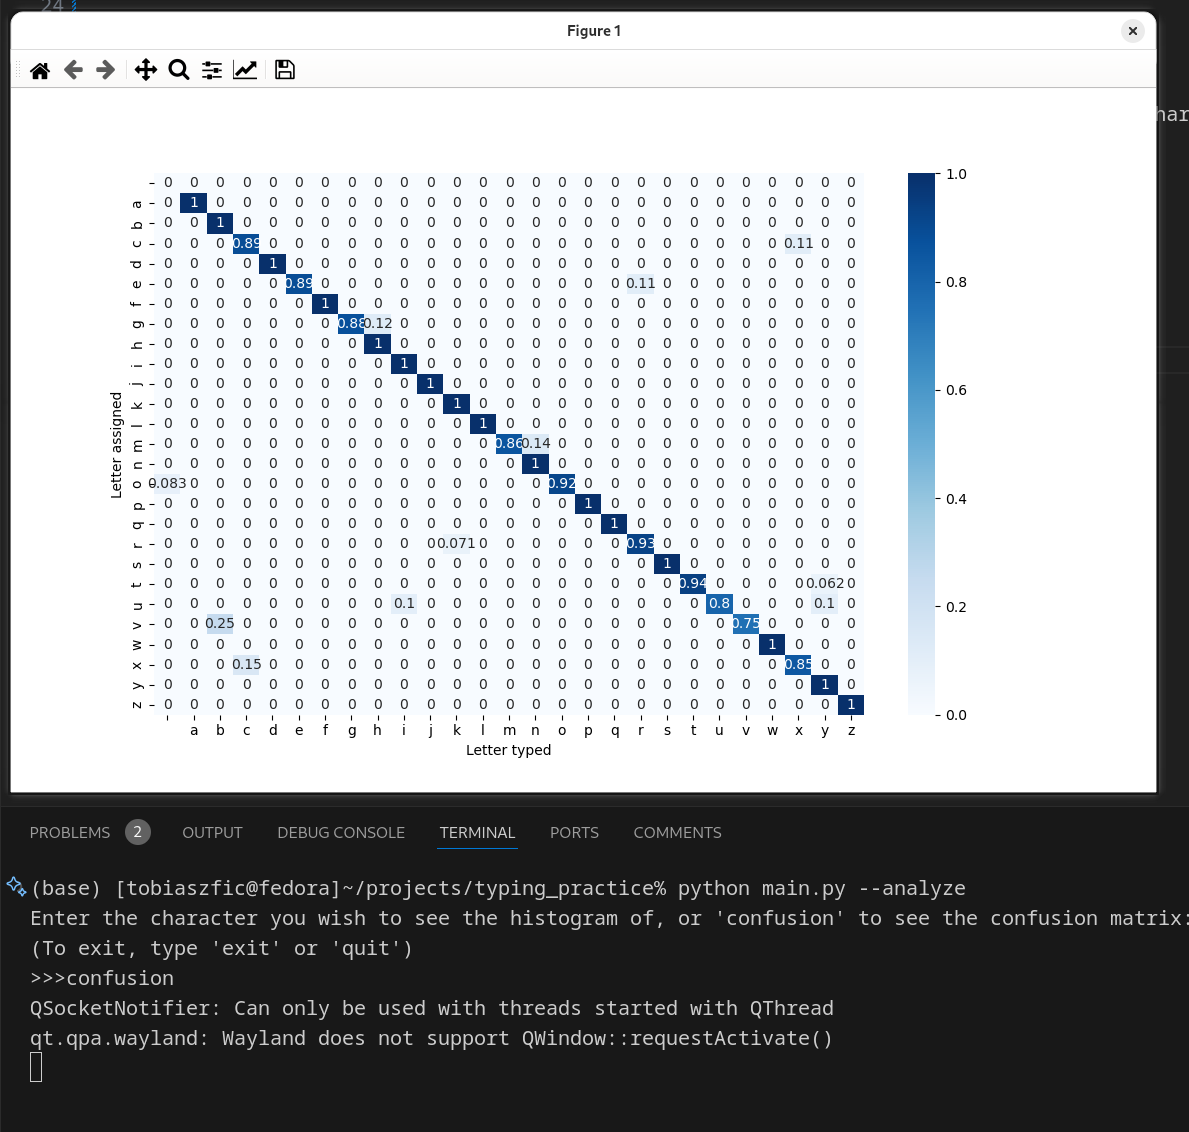 24
Figure 1
har
0 0 0 0 0 0 0 0 0 0 0 0 0 0 0 0 0 0 0 0 0 0 0 0 0 0 0
a 0 1 0 0 0 0 0 0 0 0 0 0 0 0 0 0 0 0 0 0 0 0 0 0 0 0 0
b 0 0 1 0 0 0 0 0 0 0 0 0 0 0 0 0 0 0 0 0 0 0 0 0 0 0 0
c 0 0 0 0.89 0 0 0 0 0 0 0 0 0 0 0 0 0 0 0 0 0 0 0 0 0.11 0 0
d 0 0 0 0 1 0 0 0 0 0 0 0 0 0 0 0 0 0 0 0 0 0 0 0 0 0 0
e 0 0 0 0 0 0.89 0 0 0 0 0 0 0 0 0 0 0 0 0.11 0 0 0 0 0 0 0 0
f 0 0 0 0 0 0 1 0 0 0 0 0 0 0 0 0 0 0 0 0 0 0 0 0 0 0 0
g 0 0 0 0 0 0 0 0.88 0.12 0 0 0 0 0 0 0 0 0 0 0 0 0 0 0 0 0 0
h 0 0 0 0 0 0 0 0 1 0 0 0 0 0 0 0 0 0 0 0 0 0 0 0 0 0 0
i 0 0 0 0 0 0 0 0 0 1 0 0 0 0 0 0 0 0 0 0 0 0 0 0 0 0 0
j 0 0 0 0 0 0 0 0 0 0 1 0 0 0 0 0 0 0 0 0 0 0 0 0 0 0 0
k 0 0 0 0 0 0 0 0 0 0 0 1 0 0 0 0 0 0 0 0 0 0 0 0 0 0 0
l 0 0 0 0 0 0 0 0 0 0 0 0 1 0 0 0 0 0 0 0 0 0 0 0 0 0 0
m 0 0 0 0 0 0 0 0 0 0 0 0 0 0.86 0.14 0 0 0 0 0 0 0 0 0 0 0 0
n 0 0 0 0 0 0 0 0 0 0 0 0 0 0 1 0 0 0 0 0 0 0 0 0 0 0 0
o 0.083 0 0 0 0 0 0 0 0 0 0 0 0 0 0 0.92 0 0 0 0 0 0 0 0 0 0 0
p 0 0 0 0 0 0 0 0 0 0 0 0 0 0 0 0 1 0 0 0 0 0 0 0 0 0 0
q 0 0 0 0 0 0 0 0 0 0 0 0 0 0 0 0 0 1 0 0 0 0 0 0 0 0 0
r 0 0 0 0 0 0 0 0 0 0 0 0.071 0 0 0 0 0 0 0.93 0 0 0 0 0 0 0 0
s 0 0 0 0 0 0 0 0 0 0 0 0 0 0 0 0 0 0 0 1 0 0 0 0 0 0 0
t 0 0 0 0 0 0 0 0 0 0 0 0 0 0 0 0 0 0 0 0 0.94 0 0 0 0 0.062 0
u 0 0 0 0 0 0 0 0 0 0.1 0 0 0 0 0 0 0 0 0 0 0 0.8 0 0 0 0.1 0
v 0 0 0.25 0 0 0 0 0 0 0 0 0 0 0 0 0 0 0 0 0 0 0 0.75 0 0 0 0
w 0 0 0 0 0 0 0 0 0 0 0 0 0 0 0 0 0 0 0 0 0 0 0 1 0 0 0
x 0 0 0 0.15 0 0 0 0 0 0 0 0 0 0 0 0 0 0 0 0 0 0 0 0 0.85 0 0
y 0 0 0 0 0 0 0 0 0 0 0 0 0 0 0 0 0 0 0 0 0 0 0 0 0 1 0
z 0 0 0 0 0 0 0 0 0 0 0 0 0 0 0 0 0 0 0 0 0 0 0 0 0 0 1
a b c d e f g h i j k l m n o p q r s t u v w x y z
Letter assigned
Letter typed
1.0
0.8
0.6
0.4
0.2
0.0
PROBLEMS 2 OUTPUT DEBUG CONSOLE TERMINAL PORTS COMMENTS
(base) [tobiaszfic@fedora]~/projects/typing_practice% python main.py --analyze
Enter the character you wish to see the histogram of, or 'confusion' to see the confusion matrix:
(To exit, type 'exit' or 'quit')
>>>confusion
QSocketNotifier: Can only be used with threads started with QThread
qt.qpa.wayland: Wayland does not support QWindow::requestActivate()